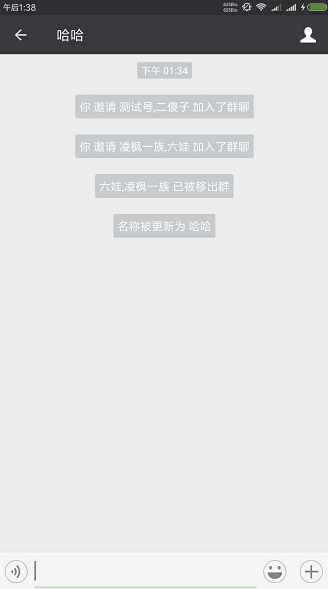 午后1:38
625B/s
625B/s
哈哈
下午 01:34
你 邀请 测试号,二傻子 加入了群聊
你 邀请 凌枫一族,六娃 加入了群聊
六娃,凌枫一族 已被移出群
名称被更新为 哈哈